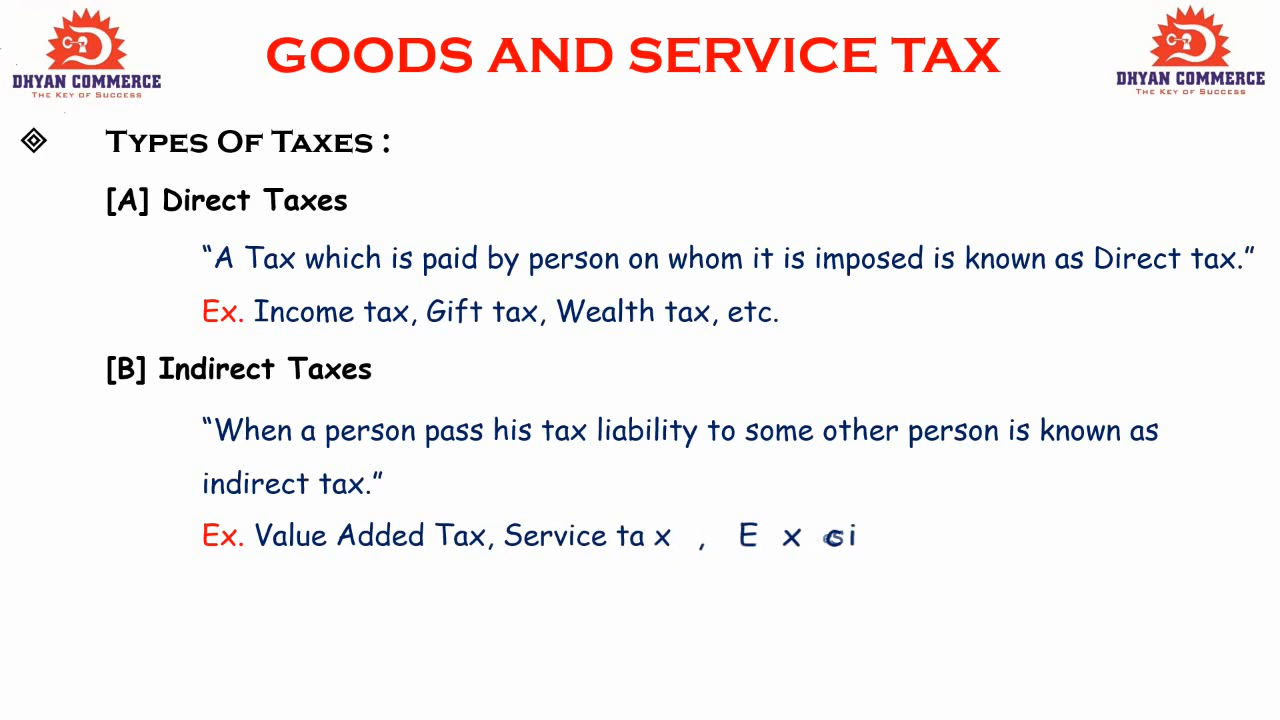 DHYAN COMMERCE
THE KEY OF SUCCESS
GOODS AND SERVICE TAX
DHYAN COMMERCE
THE KEY OF SUCCESS
TYPES OF TAXES :
[A] Direct Taxes
“A Tax which is paid by person on whom it is imposed is known as Direct tax.”
Ex. Income tax, Gift tax, Wealth tax, etc.
[B] Indirect Taxes
“When a person pass his tax liability to some other person is known as
indirect tax.”
Ex. Value Added Tax, Service tax ,